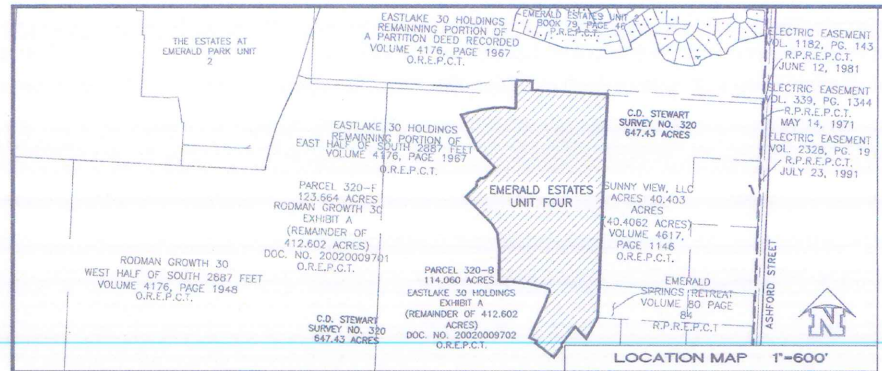 THE ESTATES AT
EMERALD PARK UNIT
2
EASTLAKE 30 HOLDINGS
REMAINNING PORTION OF
A PARTITION DEED RECORDED
VOLUME 4176, PAGE 1967
O.R.E.P.C.T.
EMERALD ESTATES UNIT
BOOK 79, PAGE 46
P.R.E.P.C.T.
ELECTRIC EASEMENT
VOL. 1182, PG. 143
R.P.R.E.P.C.T.
JUNE 12, 1981
ELECTRIC EASEMENT
VOL. 339, PG. 1344
R.P.R.E.P.C.T.
MAY 14, 1971
ELECTRIC EASEMENT
VOL. 2328, PG. 19
R.P.R.E.P.C.T.
JULY 23, 1991
C.D. STEWART
SURVEY NO. 320
647.43 ACRES
EASTLAKE 30 HOLDINGS
REMAINNING PORTION OF
EAST HALF OF SOUTH 2887 FEET
VOLUME 4176, PAGE 1967
O.R.E.P.C.T.
PARCEL 320-F
123.664 ACRES
RODMAN GROWTH 30
EXHIBIT A
(REMAINDER OF
412.602 ACRES)
DOC. NO. 20020009701
O.R.E.P.C.T.
EMERALD ESTATES
UNIT FOUR
SUNNY VIEW, LLC
ACRES 40.403
ACRES
(40.4062 ACRES)
VOLUME 4617,
PAGE 1146
O.R.E.P.C.T.
RODMAN GROWTH 30
WEST HALF OF SOUTH 2887 FEET
VOLUME 4176, PAGE 1948
O.R.E.P.C.T.
PARCEL 320-B
114.060 ACRES
EASTLAKE 30 HOLDINGS
EXHIBIT A
(REMAINDER OF 412.602
ACRES)
DOC. NO. 20020009702
O.R.E.P.C.T.
EMERALD
SPRINGS RETREAT
VOLUME 80 PAGE
84
R.P.R.E.P.C.T
ASHFORD STREET
C.D. STEWART
SURVEY NO. 320
647.43 ACRES
N
LOCATION MAP 1"=600'